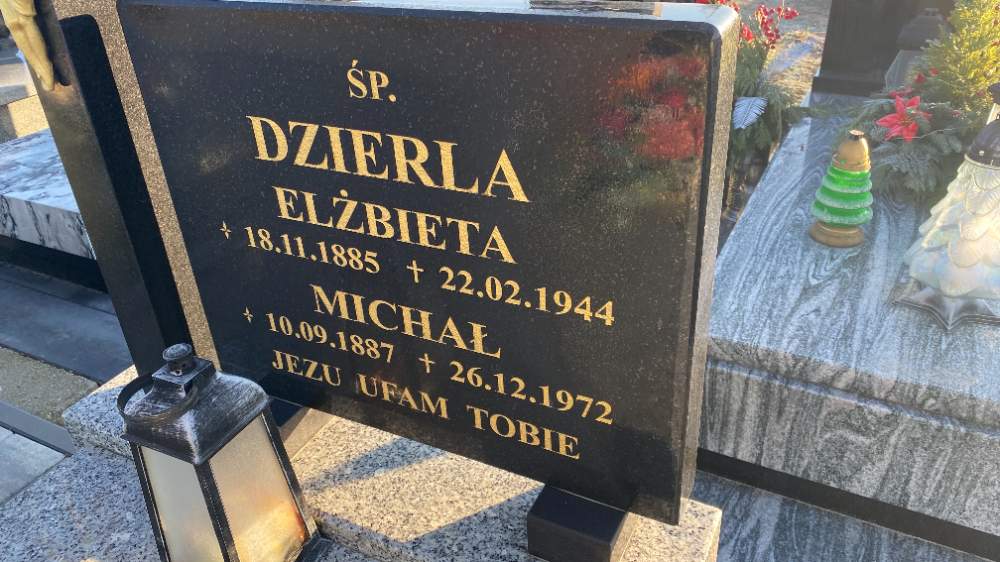 ŚP.
DZIERLA
ELŻBIETA
+ 18.11.1885 + 22.02.1944
MICHAŁ
+ 10.09.1887 + 26.12.1972
JEZU UFAM TOBIE